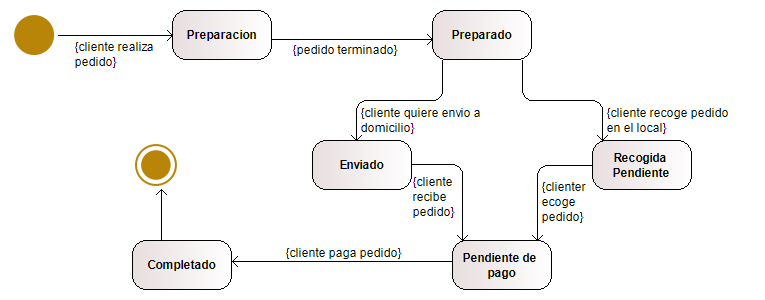 Preparacion
Preparado
{cliente realiza
pedido}
{pedido terminado}
{cliente quiere envio a
domicilio}
{cliente recoge pedido
en el local}
Enviado
Recogida
Pendiente
{cliente
recibe
pedido}
{clienter
ecoge
pedido}
Completado
{cliente paga pedido}
Pendiente de
pago